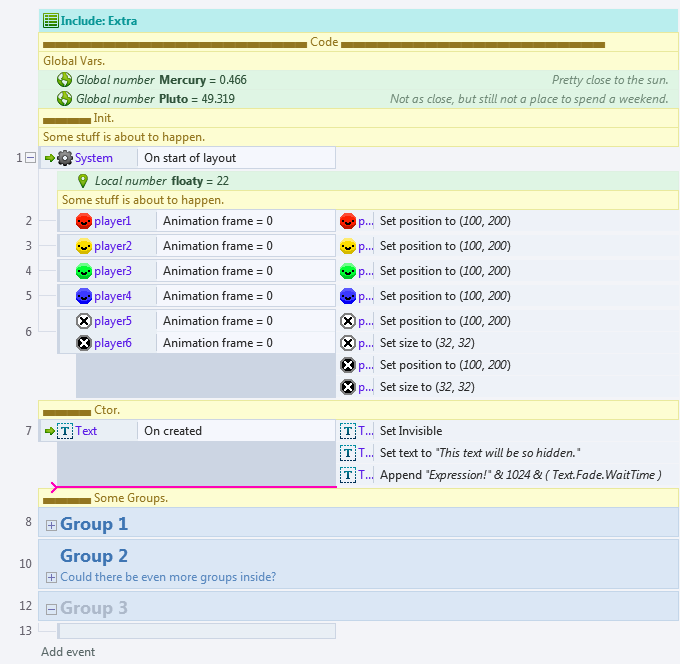 Include: Extra
Code
Global Vars.
Global number Mercury = 0.466 Pretty close to the sun.
Global number Pluto = 49.319 Not as close, but still not a place to spend a weekend.
Init.
Some stuff is about to happen.
1 System On start of layout
Local number floaty = 22
Some stuff is about to happen.
2 player1 Animation frame = 0 p... Set position to (100, 200)
3 player2 Animation frame = 0 p... Set position to (100, 200)
4 player3 Animation frame = 0 p... Set position to (100, 200)
5 player4 Animation frame = 0 p... Set position to (100, 200)
6 player5 Animation frame = 0 p... Set position to (100, 200)
player6 Animation frame = 0 p... Set size to (32, 32)
p... Set position to (100, 200)
p... Set size to (32, 32)
Ctor.
7 T Text On created T T... Set Invisible
T T... Set text to "This text will be so hidden."
T T... Append "Expression!" & 1024 & ( Text.Fade.WaitTime )
Some Groups.
8 Group 1
10 Group 2
Could there be even more groups inside?
12 Group 3
13
Add event